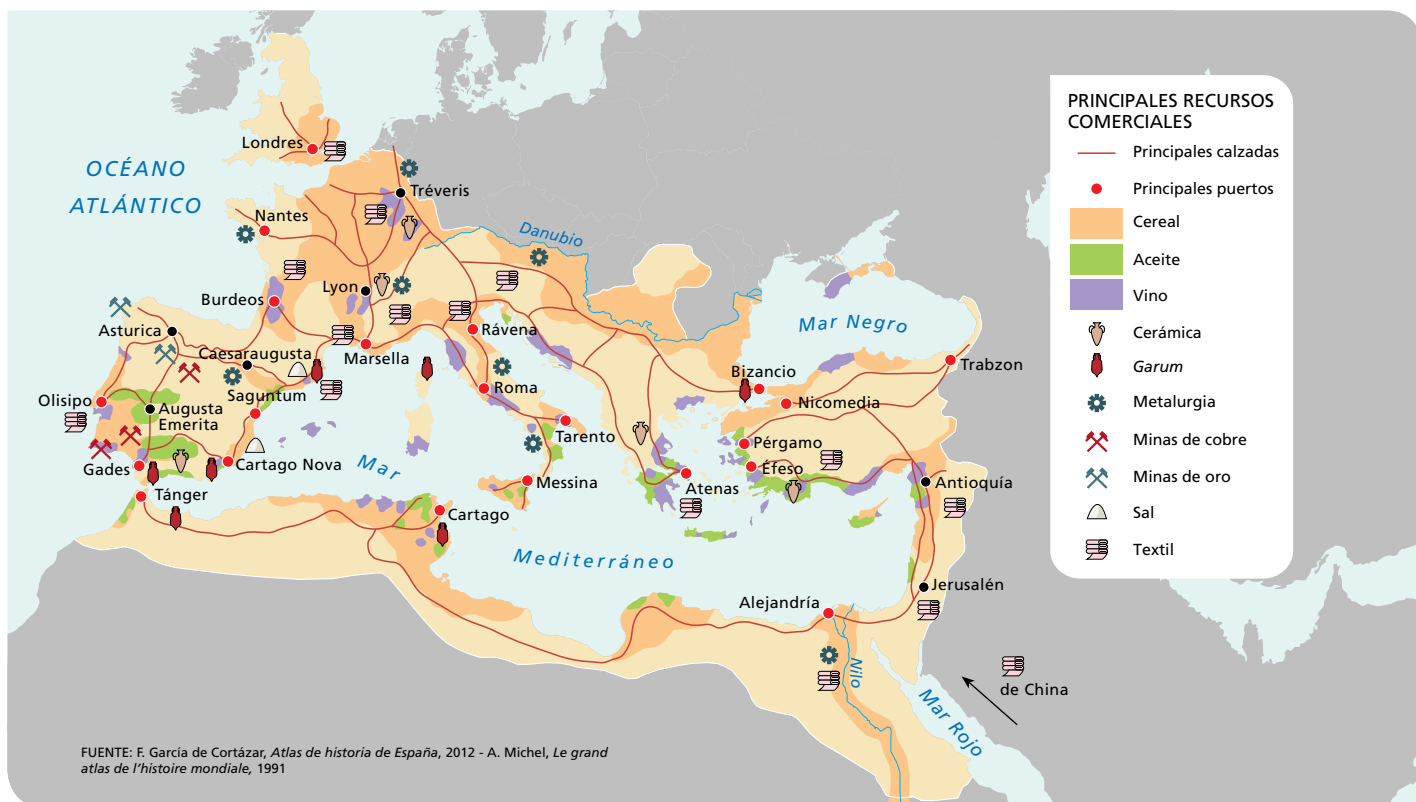 Londres
OCÉANO
ATLÁNTICO
Tréveris
Nantes
Danubio
Burdeos
Lyon
Asturica
Caesaraugusta
Marsella
Rávena
Mar Negro
Trabzon
Saguntum
Olisipo
Augusta
Emerita
Roma
Bizancio
Nicomedia
Tarento
Pérgamo
Éfeso
Gades
Cartago Nova
Mar
Mediterráneo
Messina
Atenas
Antioquía
Tánger
Cartago
Alejandría
Jerusalén
Nilo
de China
Mar Rojo
PRINCIPALES RECURSOS
COMERCIALES
Principales calzadas
Principales puertos
Cereal
Aceite
Vino
Cerámica
Garum
Metalurgia
Minas de cobre
Minas de oro
Sal
Textil
FUENTE: F. García de Cortázar, Atlas de historia de España, 2012 - A. Michel, Le grand
atlas de l'histoire mondiale, 1991